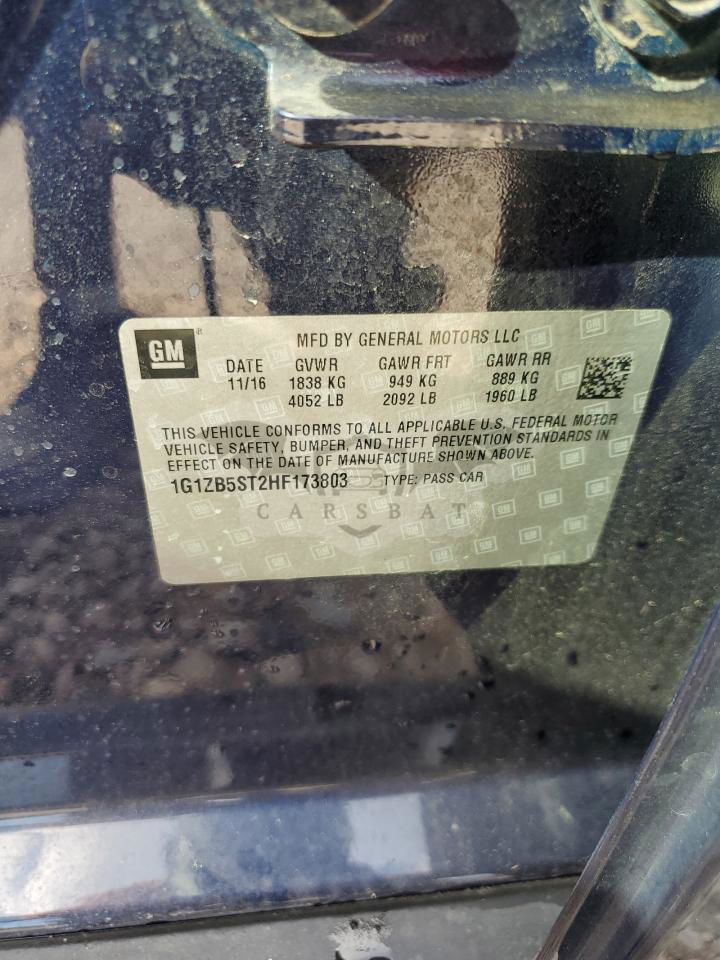 GM
MFD BY GENERAL MOTORS LLC
DATE GVWR GAWR FRT GAWR RR
11/16 1838 KG 949 KG 889 KG
4052 LB 2092 LB 1960 LB
THIS VEHICLE CONFORMS TO ALL APPLICABLE U.S. FEDERAL MOTOR
VEHICLE SAFETY, BUMPER, AND THEFT PREVENTION STANDARDS IN
EFFECT ON THE DATE OF MANUFACTURE SHOWN ABOVE.
1G1ZB5ST2HF173803 TYPE: PASS CAR
CARSBAT